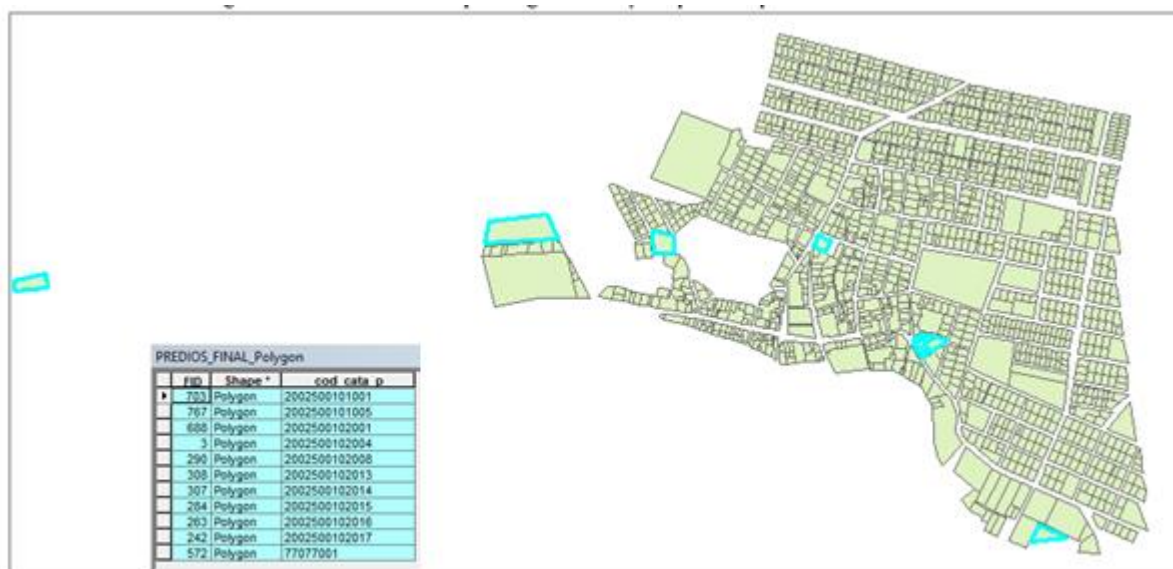 PREDIOS_FINAL_Polygon
FID Shape * cod_cata_p
703 Polygon 2002500101001
767 Polygon 2002500101005
688 Polygon 2002500102001
3 Polygon 2002500102004
290 Polygon 2002500102008
308 Polygon 2002500102013
307 Polygon 2002500102014
284 Polygon 2002500102015
263 Polygon 2002500102016
242 Polygon 2002500102017
572 Polygon 77077001